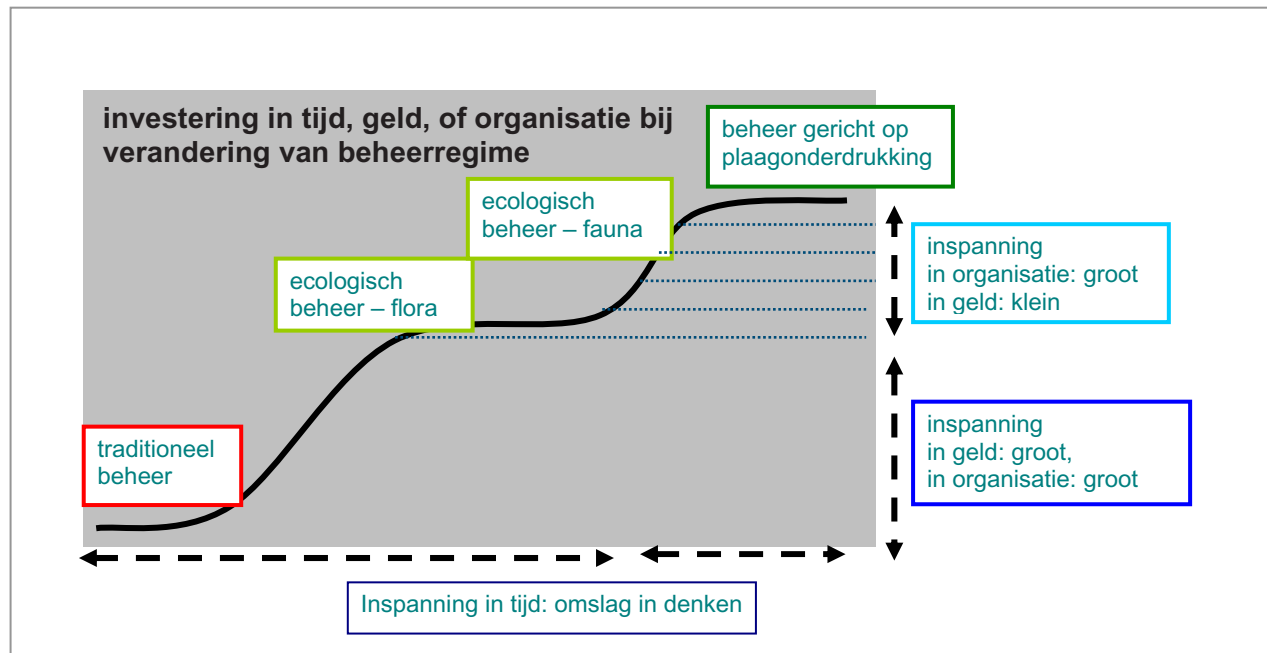 investering in tijd, geld, of organisatie bij
verandering van beheerregime
beheer gericht op
plaagonderdrukking
ecologisch
beheer – fauna
ecologisch
beheer – flora
traditioneel
beheer
inspanning
in organisatie: groot
in geld: klein
inspanning
in geld: groot,
in organisatie: groot
Inspanning in tijd: omslag in denken